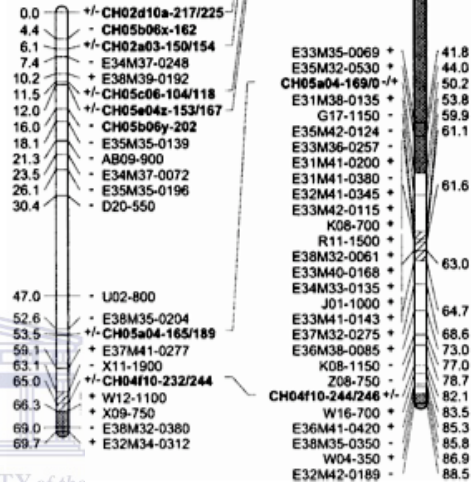 0.0 +/- CH02d10a-217/225
4.4 - CH05b06x-162
6.1 +/- CH02a03-150/154
7.4 - E34M37-0248
10.2 + E38M39-0192
11.5 +/- CH05c06-104/118
12.0 +/- CH05e04z-153/167
16.0 - CH05b06y-202
18.1 - E35M35-0139
21.3 - AB09-900
23.5 - E34M37-0072
26.1 - E35M35-0196
30.4 - D20-550
47.0 - U02-800
52.6 - E38M35-0204
53.5 +/- CH05a04-165/189
59.1 + E37M41-0277
63.1 - X11-1900
65.0 +/- CH04f10-232/244
+ W12-1100
66.3 + X09-750
69.0 - E38M32-0380
69.7 + E32M34-0312
E33M35-0069 + 41.8
E35M32-0530 + 44.0
CH05a04-169/0 -/+ 50.2
E31M38-0135 + 53.8
G17-1150 - 59.9
E35M42-0124 - 61.1
E33M36-0257 -
E31M41-0200 +
E31M41-0380 - 61.6
E32M41-0345 +
E33M42-0115 +
K08-700 +
R11-1500 +
E38M32-0061 + 63.0
E33M40-0168 +
E34M33-0135 +
J01-1000 + 64.7
E33M41-0143 +
E37M32-0275 + 68.6
E36M38-0085 + 73.0
K08-1150 - 77.0
Z08-750 - 78.7
CH04f10-244/246 +/- 82.1
W16-700 + 83.5
E36M41-0420 + 85.3
E38M35-0350 - 85.8
W04-350 + 86.9
E32M42-0189 - 88.5
TY of the